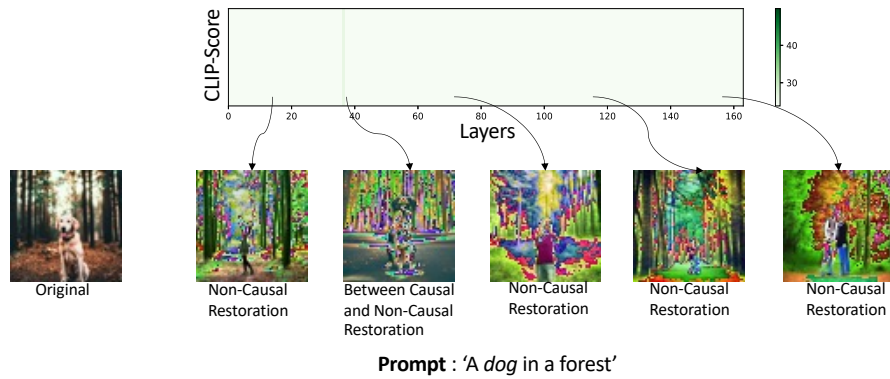 CLIP-Score
40
30
0 20 40 60 80 100 120 140 160
Layers
Original
Non-Causal
Restoration
Between Causal
and Non-Causal
Restoration
Non-Causal
Restoration
Non-Causal
Restoration
Non-Causal
Restoration
Prompt : ‘A dog in a forest’